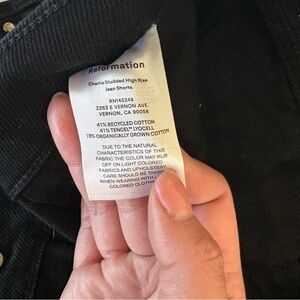 Reformation
Charlie Studded High Rise
Jean Shorts
RN143248
2263 E VERNON AVE.
VERNON, CA 90058
41% RECYCLED COTTON
41% TENCEL™ LYOCELL
18% ORGANICALLY GROWN COTTON
DUE TO THE NATURAL
CHARACTERISTICS OF THIS
FABRIC THE COLOR MAY RUB
OFF ON LIGHT COLORED
FABRICS AND UPHOLSTERY
CARE SHOULD BE TAKEN
WHEN WEARING WITH
COLORED CLOTHE